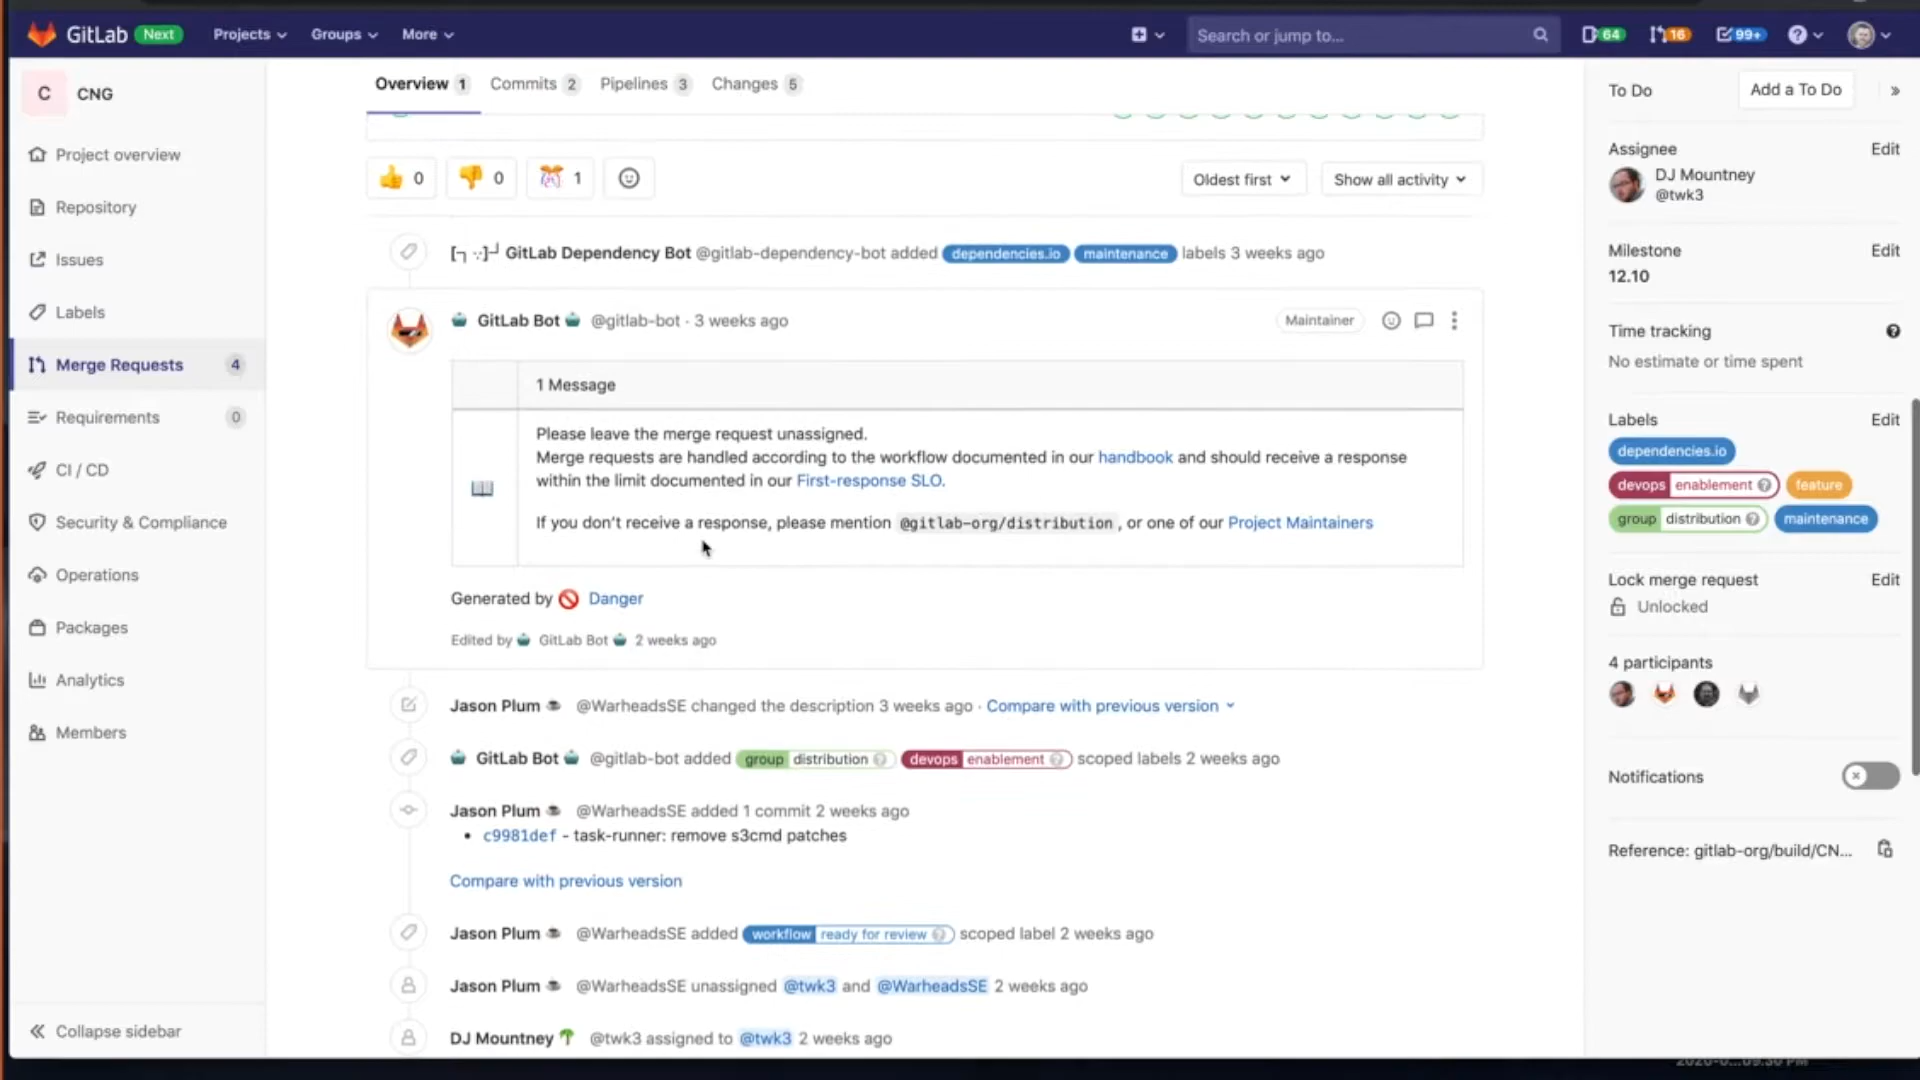 GitLab Next Projects Groups More Search or jump to... 64 16 99+
C CNG
Project overview
Repository
Issues
Labels
Merge Requests 4
Requirements 0
CI / CD
Security & Compliance
Operations
Packages
Analytics
Members
Collapse sidebar
Overview 1 Commits 2 Pipelines 3 Changes 5
0 0 1 Oldest first Show all activity
GitLab Dependency Bot @gitlab-dependency-bot added dependencies.io maintenance labels 3 weeks ago
GitLab Bot @gitlab-bot · 3 weeks ago Maintainer
1 Message
Please leave the merge request unassigned.
Merge requests are handled according to the workflow documented in our handbook and should receive a response
within the limit documented in our First-response SLO.
If you don't receive a response, please mention @gitlab-org/distribution, or one of our Project Maintainers
Generated by Danger
Edited by GitLab Bot 2 weeks ago
Jason Plum @WarheadsSE changed the description 3 weeks ago · Compare with previous version
GitLab Bot @gitlab-bot added group distribution devops enablement scoped labels 2 weeks ago
Jason Plum @WarheadsSE added 1 commit 2 weeks ago
• c9981def - task-runner: remove s3cmd patches
Compare with previous version
Jason Plum @WarheadsSE added workflow ready for review scoped label 2 weeks ago
Jason Plum @WarheadsSE unassigned @twk3 and @WarheadsSE 2 weeks ago
DJ Mountney @twk3 assigned to @twk3 2 weeks ago
To Do Add a To Do »
Assignee Edit
DJ Mountney
@twk3
Milestone Edit
12.10
Time tracking
No estimate or time spent
Labels Edit
dependencies.io
devops enablement feature
group distribution maintenance
Lock merge request Edit
Unlocked
4 participants
Notifications
Reference: gitlab-org/build/CN...